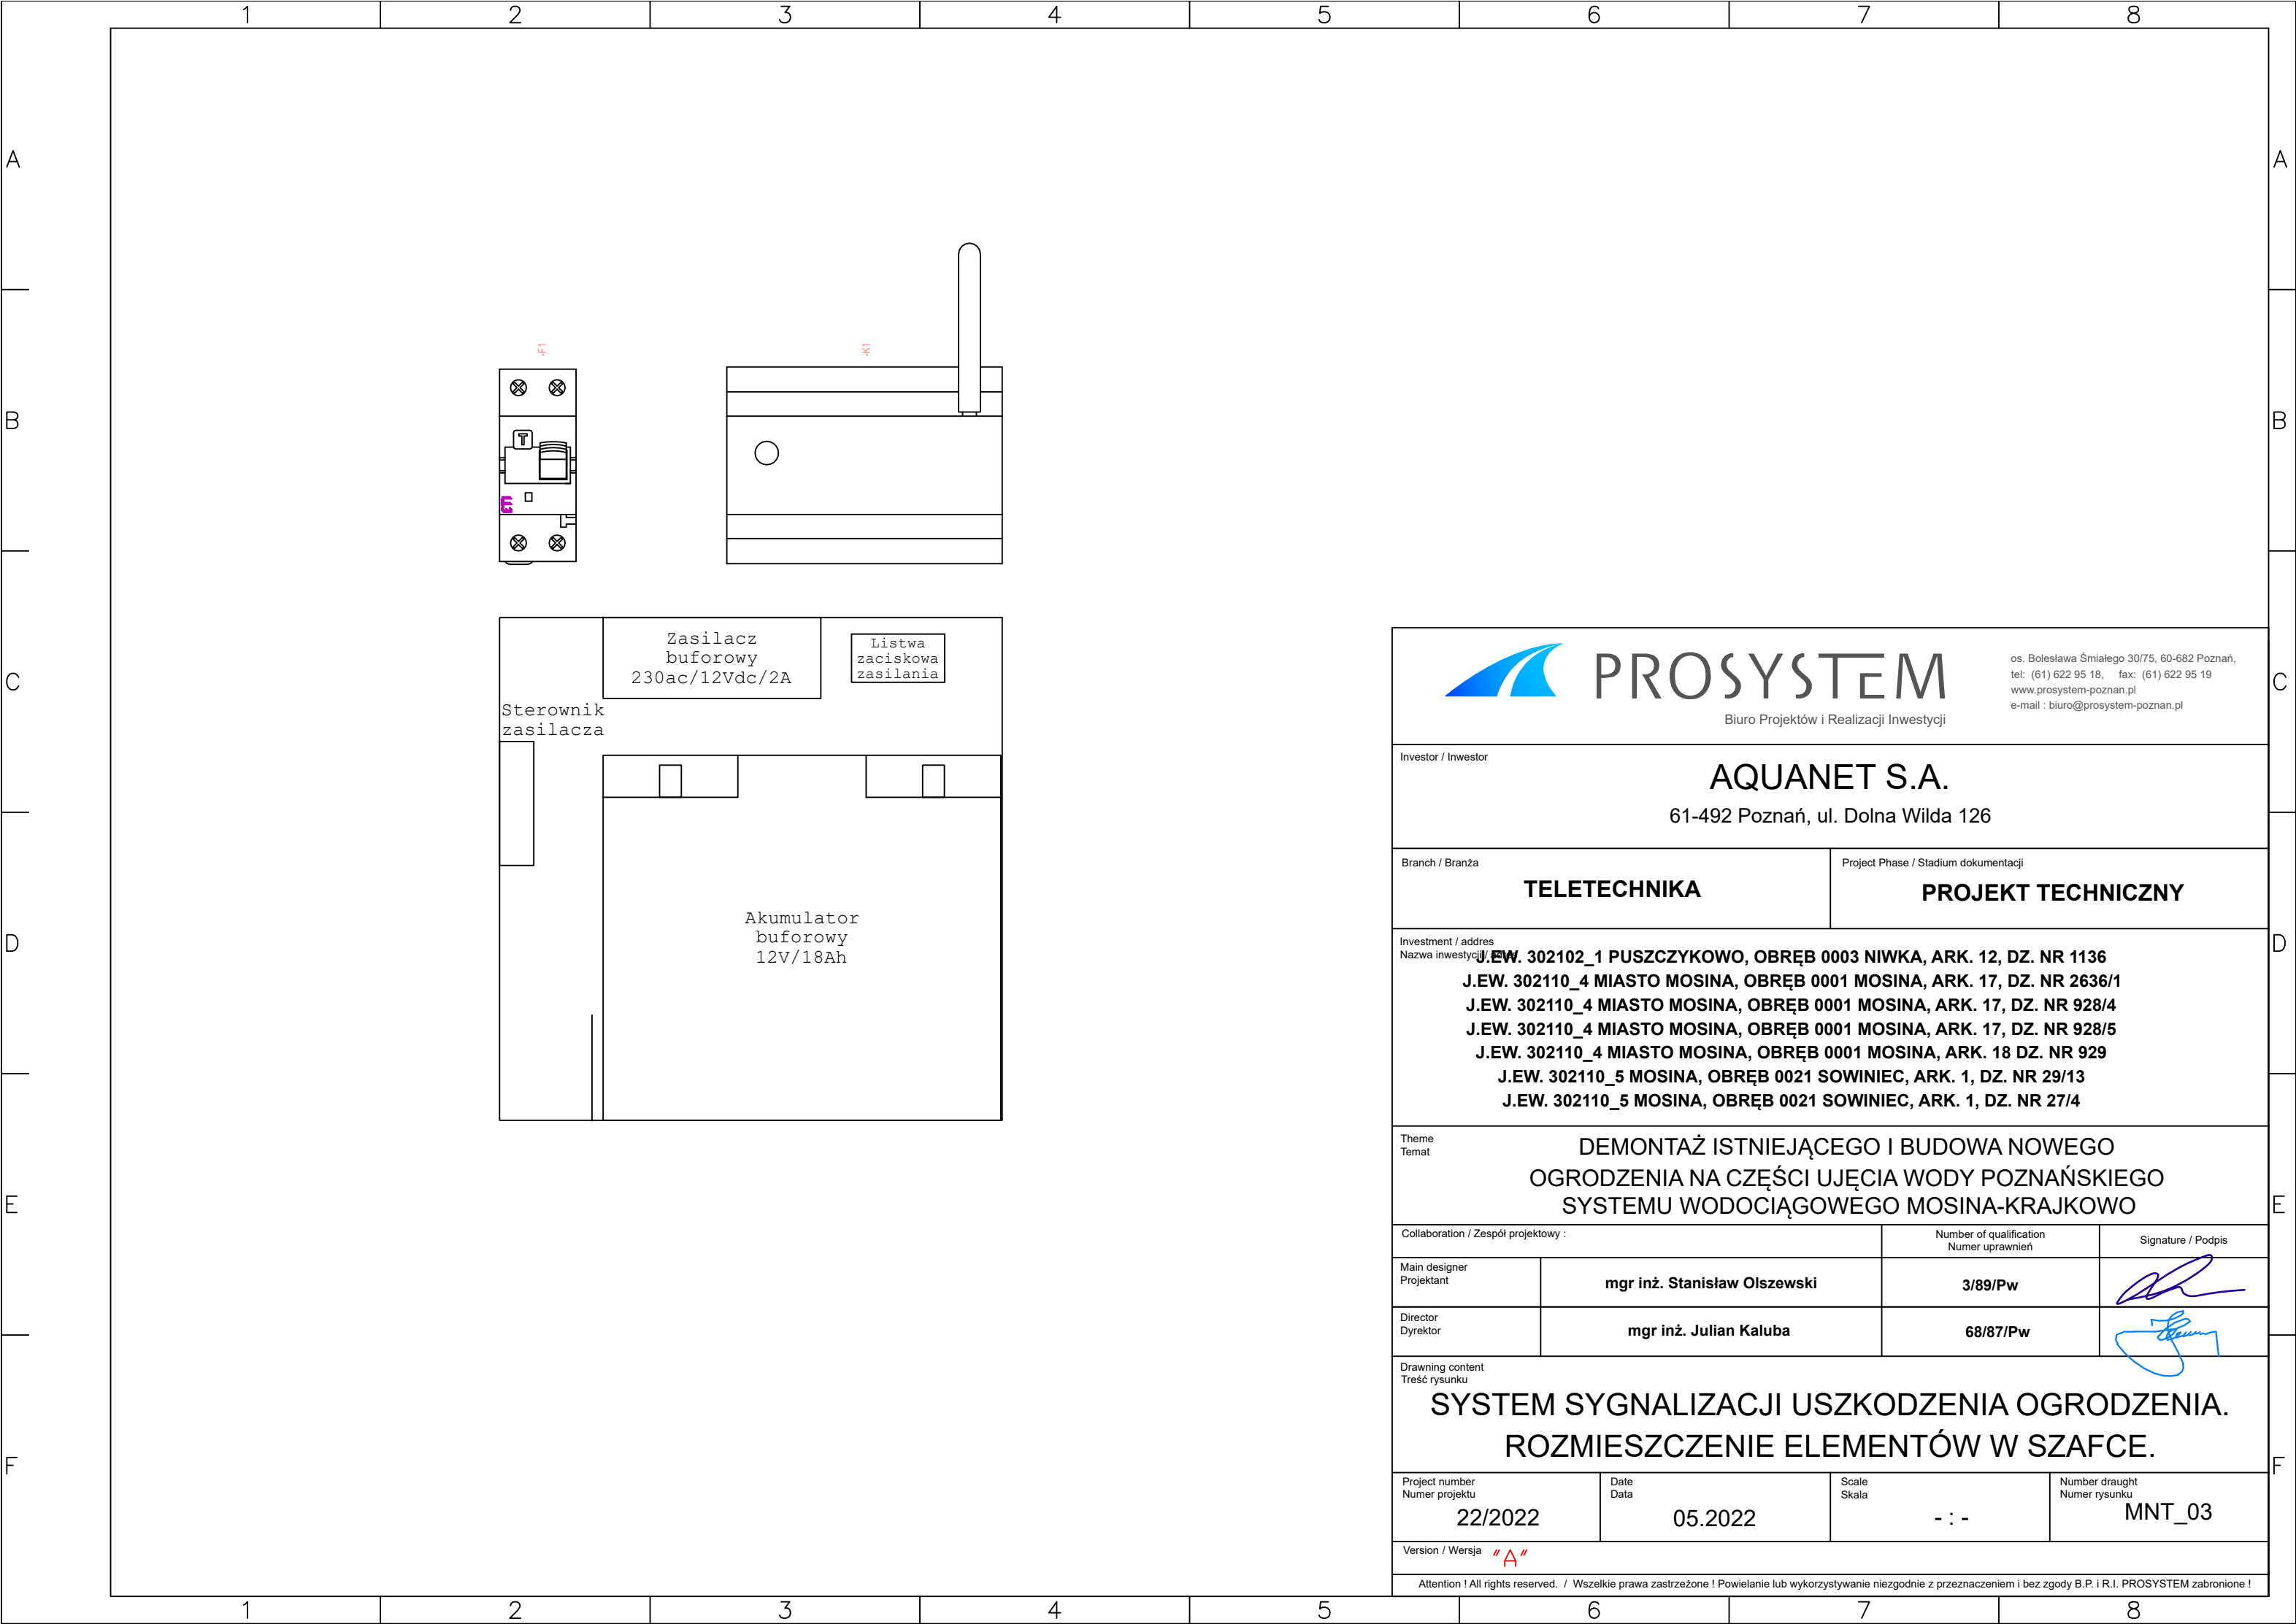 1 2 3 4 5 6 7 8
A A
B B
C C
D D
E E
F F
-F1
-K1
T
Zasilacz
buforowy
230ac/12Vdc/2A
Listwa
zaciskowa
zasilania
Sterownik
zasilacza
Akumulator
buforowy
12V/18Ah
PROSYSTEM
Biuro Projektów i Realizacji Inwestycji
os. Bolesława Śmiałego 30/75, 60-682 Poznań,
tel: (61) 622 95 18, fax: (61) 622 95 19
www.prosystem-poznan.pl
e-mail : biuro@prosystem-poznan.pl
Investor / Inwestor
AQUANET S.A.
61-492 Poznań, ul. Dolna Wilda 126
Branch / Branża
TELETECHNIKA
Project Phase / Stadium dokumentacji
PROJEKT TECHNICZNY
Investment / addres
Nazwa inwestycji /
J.EW. 302102_1 PUSZCZYKOWO, OBRĘB 0003 NIWKA, ARK. 12, DZ. NR 1136
J.EW. 302110_4 MIASTO MOSINA, OBRĘB 0001 MOSINA, ARK. 17, DZ. NR 2636/1
J.EW. 302110_4 MIASTO MOSINA, OBRĘB 0001 MOSINA, ARK. 17, DZ. NR 928/4
J.EW. 302110_4 MIASTO MOSINA, OBRĘB 0001 MOSINA, ARK. 17, DZ. NR 928/5
J.EW. 302110_4 MIASTO MOSINA, OBRĘB 0001 MOSINA, ARK. 18 DZ. NR 929
J.EW. 302110_5 MOSINA, OBRĘB 0021 SOWINIEC, ARK. 1, DZ. NR 29/13
J.EW. 302110_5 MOSINA, OBRĘB 0021 SOWINIEC, ARK. 1, DZ. NR 27/4
Theme
Temat
DEMONTAŻ ISTNIEJĄCEGO I BUDOWA NOWEGO
OGRODZENIA NA CZĘŚCI UJĘCIA WODY POZNAŃSKIEGO
SYSTEMU WODOCIĄGOWEGO MOSINA-KRAJKOWO
Collaboration / Zespół projektowy :
Number of qualification
Numer uprawnień
Signature / Podpis
Main designer
Projektant
mgr inż. Stanisław Olszewski
3/89/Pw
Director
Dyrektor
mgr inż. Julian Kaluba
68/87/Pw
Drawning content
Treść rysunku
SYSTEM SYGNALIZACJI USZKODZENIA OGRODZENIA.
ROZMIESZCZENIE ELEMENTÓW W SZAFCE.
Project number
Numer projektu
22/2022
Date
Data
05.2022
Scale
Skala
- : -
Number draught
Numer rysunku
MNT_03
Version / Wersja "A"
Attention ! All rights reserved. / Wszelkie prawa zastrzeżone ! Powielanie lub wykorzystywanie niezgodnie z przeznaczeniem i bez zgody B.P. i R.I. PROSYSTEM zabronione !
1 2 3 4 5 6 7 8